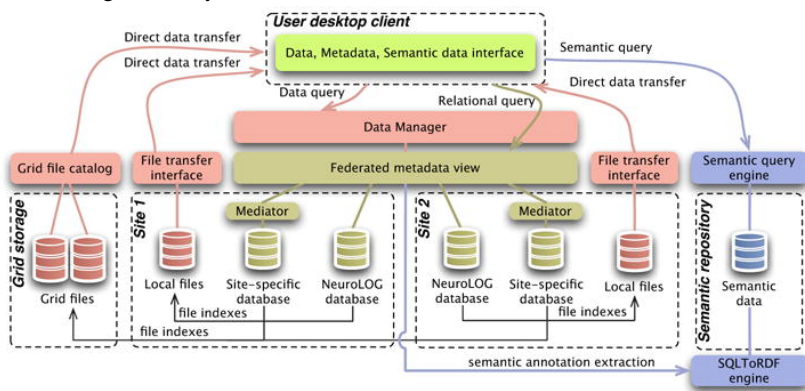 User desktop client
Direct data transfer
Data, Metadata, Semantic data interface
Semantic query
Direct data transfer
Direct data transfer
Data query
Relational query
Data Manager
Grid file catalog
File transfer
interface
Federated metadata view
File transfer
interface
Semantic query
engine
Grid storage
Site 1
Mediator
Site 2
Mediator
Semantic repository
Grid files
Local files
Site-specific
database
NeuroLOG
database
NeuroLOG
database
Site-specific
database
Local files
Semantic
data
file indexes
file indexes
file indexes
semantic annotation extraction
SQLToRDF
engine